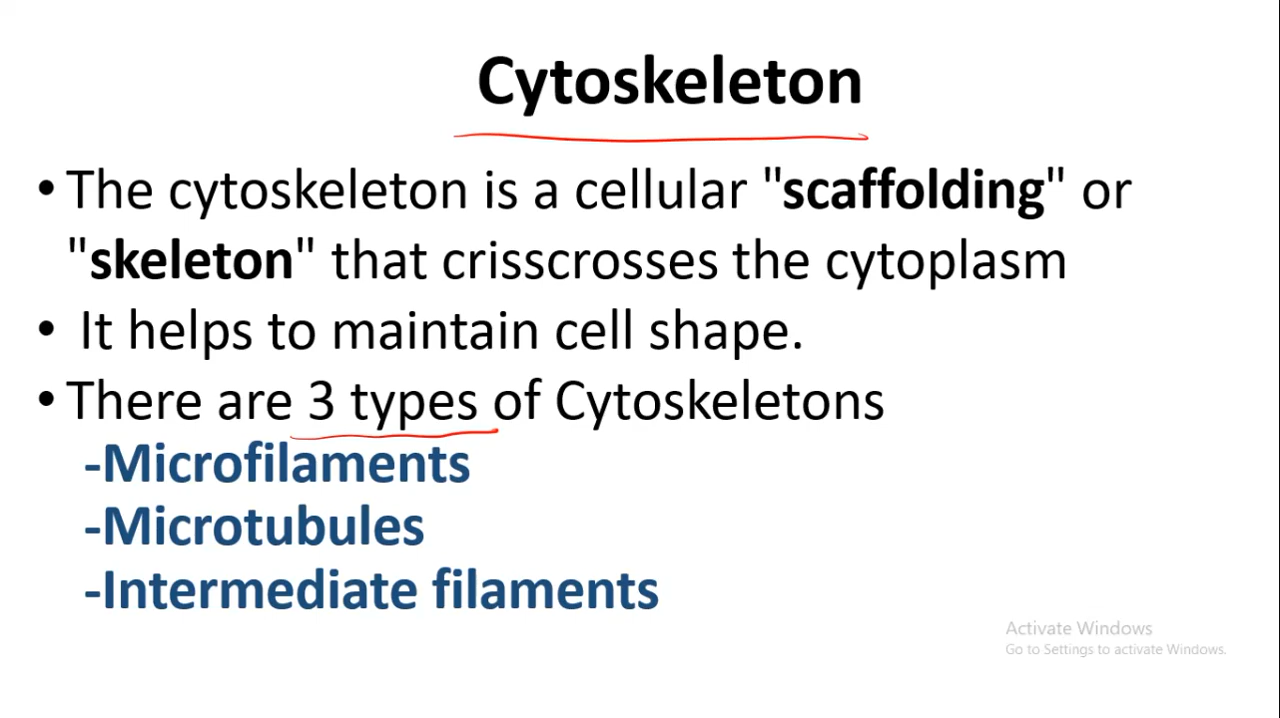 Cytoskeleton
•The cytoskeleton is a cellular "scaffolding" or
"skeleton" that crisscrosses the cytoplasm
• It helps to maintain cell shape.
•There are 3 types of Cytoskeletons
-Microfilaments
-Microtubules
-Intermediate filaments
Activate Windows
Go to Settings to activate Windows.